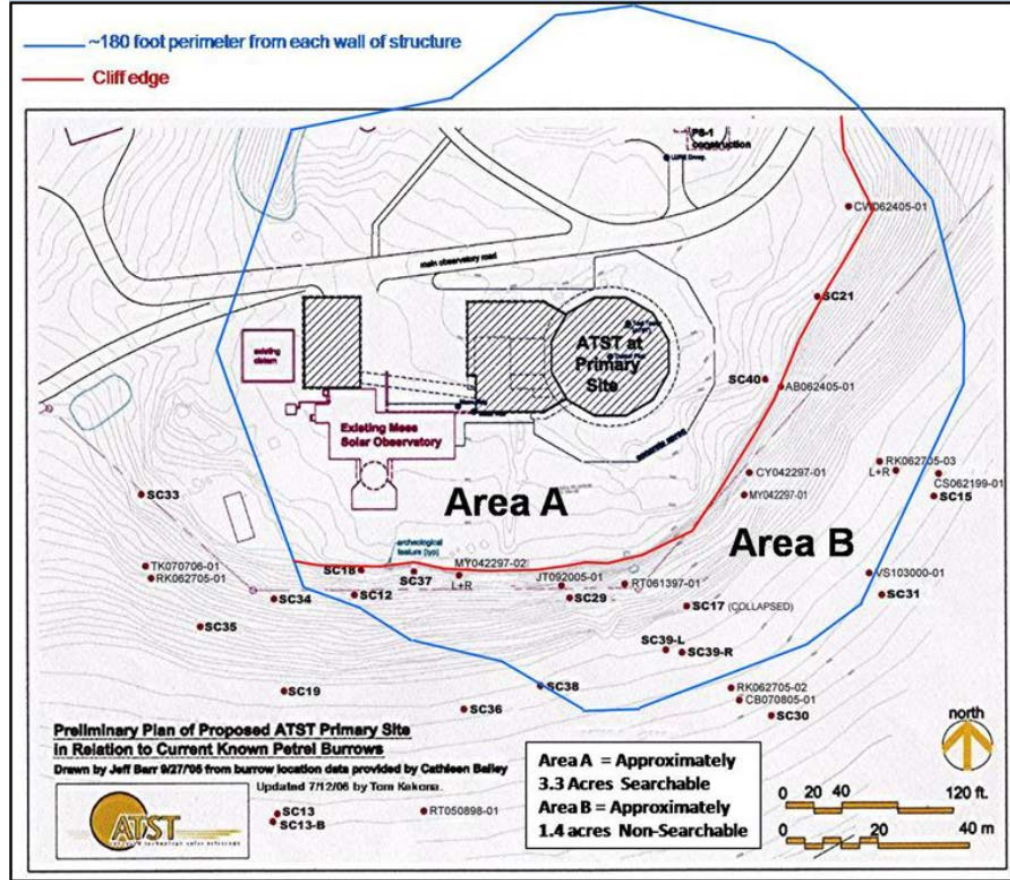 ~180 foot perimeter from each wall of structure
Cliff edge
PS-1
construction
CW062405-01
main observatory road
SC21
existing
cistern
ATST at
Primary
Site
SC40
AB062405-01
Existing Mees
Solar Observatory
RK062705-03
L+R
CY042297-01
CS062199-01
SC33
Area A
MY042297-01
SC15
Area B
archeological
feature (typ)
MY042297-02
TK070706-01
SC18
SC37
L+R
JT092005-01
RT061397-01
VS103000-01
RK062705-01
SC34
SC12
SC29
SC17 (COLLAPSED)
SC31
SC35
SC39-L
SC39-R
SC19
SC38
RK062705-02
SC36
CB070805-01
SC30
north
Preliminary Plan of Proposed ATST Primary Site
in Relation to Current Known Petrel Burrows
Drawn by Jeff Barr 9/27/05 from burrow location data provided by Cathleen Bailey
Updated 7/12/06 by Tom Kekona.
Area A = Approximately
3.3 Acres Searchable
Area B = Approximately
1.4 acres Non-Searchable
0 20 40 120 ft.
0 20 40 m
ATST
SC13
SC13-B
RT050898-01